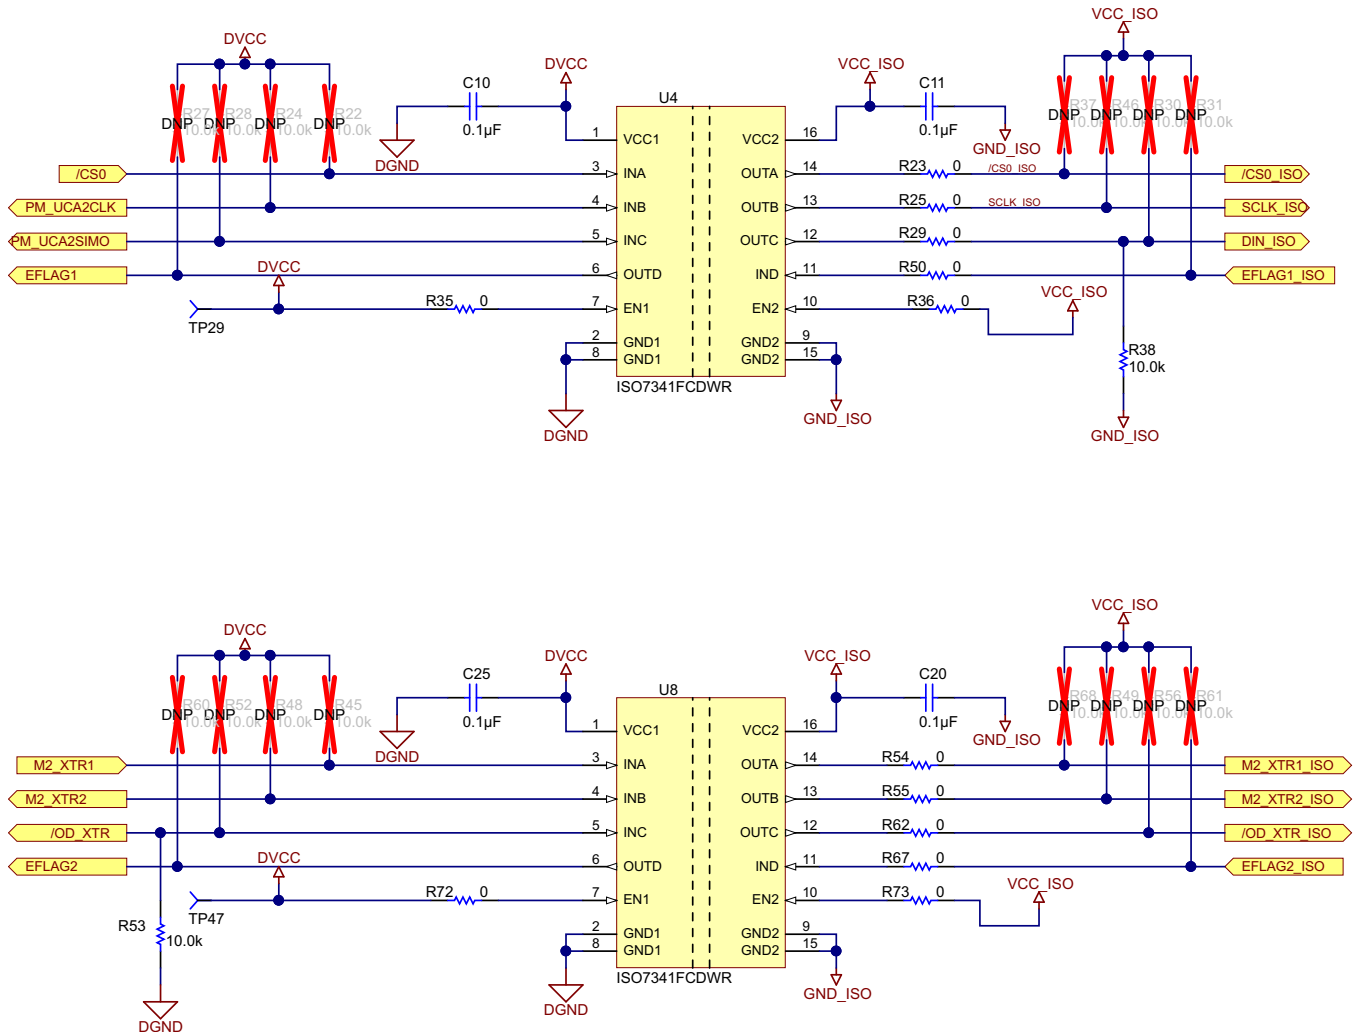 DVCC
R27 R28 R24 R22
DNP DNP DNP DNP
10.0k 10.0k 10.0k 10.0k
C10
0.1µF
DGND
DVCC
U4
VCC_ISO
C11
0.1µF
GND_ISO
VCC_ISO
R37 R46 R30 R31
DNP DNP DNP DNP
10.0k 10.0k 10.0k 10.0k
1 VCC1 VCC2 16
/CS0 3 INA OUTA 14 R23 0 /CS0_ISO /CS0_ISO
PM_UCA2CLK 4 INB OUTB 13 R25 0 SCLK_ISO SCLK_ISO
PM_UCA2SIMO 5 INC OUTC 12 R29 0 DIN_ISO
EFLAG1 DVCC 6 OUTD IND 11 R50 0 EFLAG1_ISO
TP29 R35 0 7 EN1 EN2 10 R36 0 VCC_ISO
2 GND1 GND2 9
8 GND1 GND2 15
ISO7341FCDWR
DGND
GND_ISO
R38
10.0k
GND_ISO
DVCC
R60 R52 R48 R45
DNP DNP DNP DNP
10.0k 10.0k 10.0k 10.0k
C25
0.1µF
DGND
DVCC
U8
VCC_ISO
C20
0.1µF
GND_ISO
VCC_ISO
R68 R49 R56 R61
DNP DNP DNP DNP
10.0k 10.0k 10.0k 10.0k
1 VCC1 VCC2 16
M2_XTR1 3 INA OUTA 14 R54 0 M2_XTR1_ISO
M2_XTR2 4 INB OUTB 13 R55 0 M2_XTR2_ISO
/OD_XTR 5 INC OUTC 12 R62 0 /OD_XTR_ISO
EFLAG2 DVCC 6 OUTD IND 11 R67 0 EFLAG2_ISO
TP47 R72 0 7 EN1 EN2 10 R73 0 VCC_ISO
2 GND1 GND2 9
8 GND1 GND2 15
ISO7341FCDWR
R53
10.0k
DGND
DGND
GND_ISO